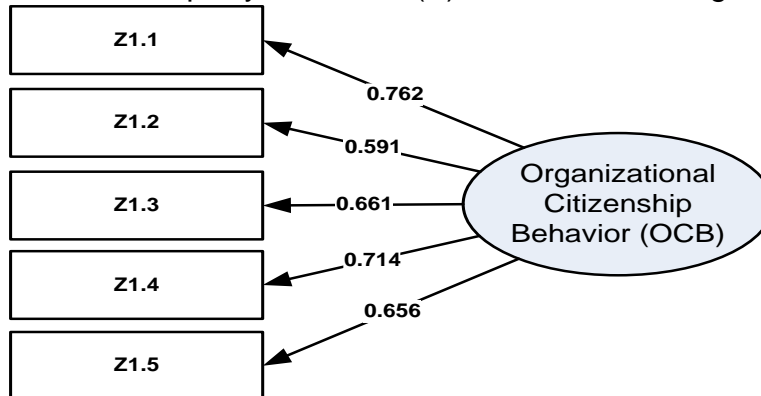 Z1.1
0.762
Z1.2
0.591
Z1.3
0.661
Organizational
Citizenship
Behavior (OCB)
Z1.4
0.714
0.656
Z1.5